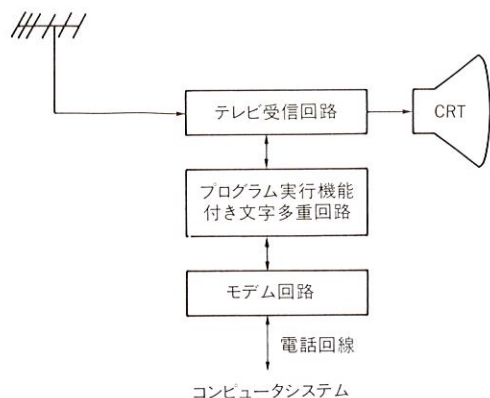 テレビ受信回路
CRT
プログラム実行機能
付き文字多重回路
モデム回路
電話回線
コンピュータシステム